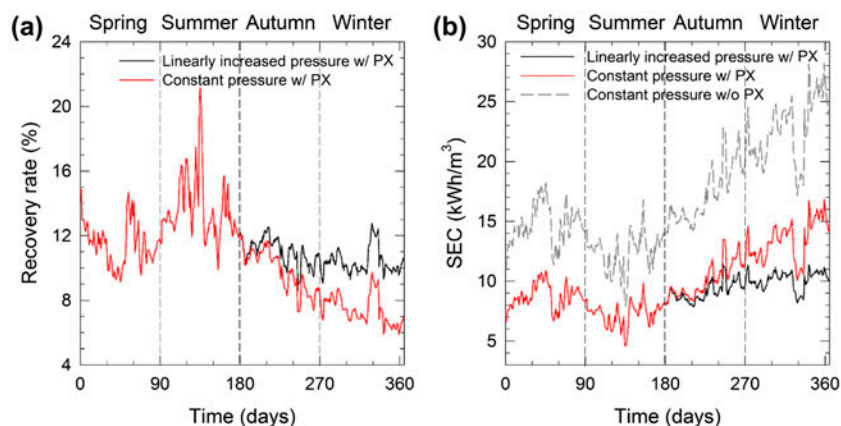 (a)
Spring Summer Autumn Winter
Linearly increased pressure w/ PX
Constant pressure w/ PX
Recovery rate (%)
24
20
16
12
8
4
0 90 180 270 360
Time (days)
(b)
Spring Summer Autumn Winter
Linearly increased pressure w/ PX
Constant pressure w/ PX
Constant pressure w/o PX
SEC (kWh/m³)
30
25
20
15
10
5
0 90 180 270 360
Time (days)